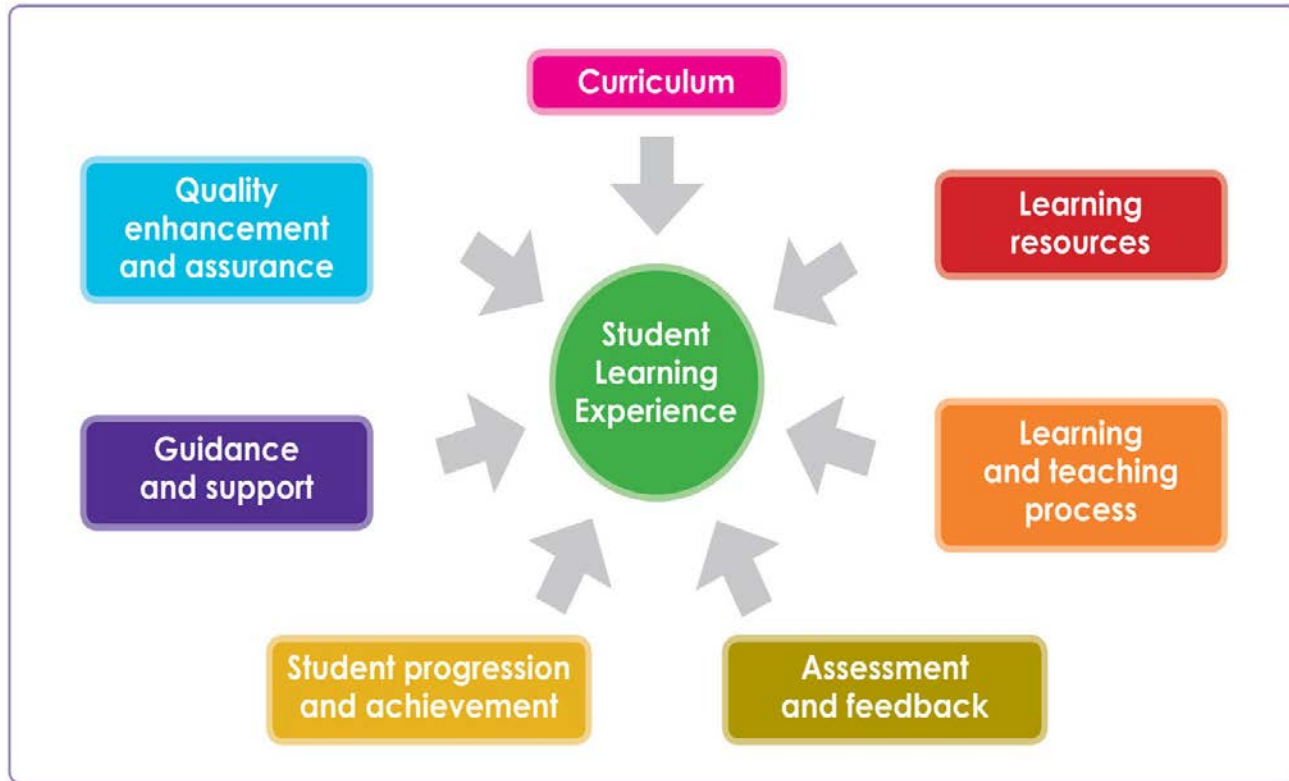 Curriculum
Quality
enhancement
and assurance
Learning
resources
Student
Learning
Experience
Guidance
and support
Learning
and teaching
process
Student progression
and achievement
Assessment
and feedback